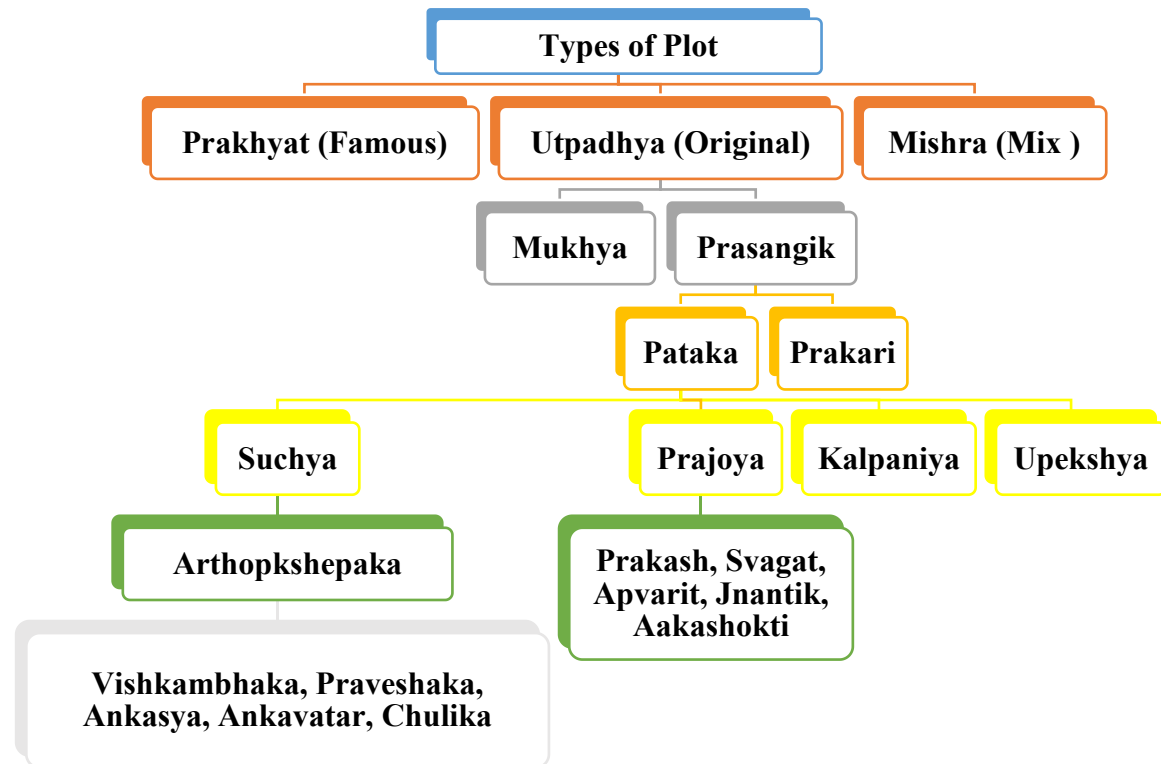 Types of Plot
Prakhyat (Famous)
Utpadhya (Original)
Mishra (Mix )
Mukhya
Prasangik
Pataka
Prakari
Suchya
Prajoya
Kalpaniya
Upekshya
Arthopkshepaka
Prakash, Svagat,
Apvarit, Jnantik,
Aakashokti
Vishkambhaka, Praveshaka,
Ankasya, Ankavatar, Chulika